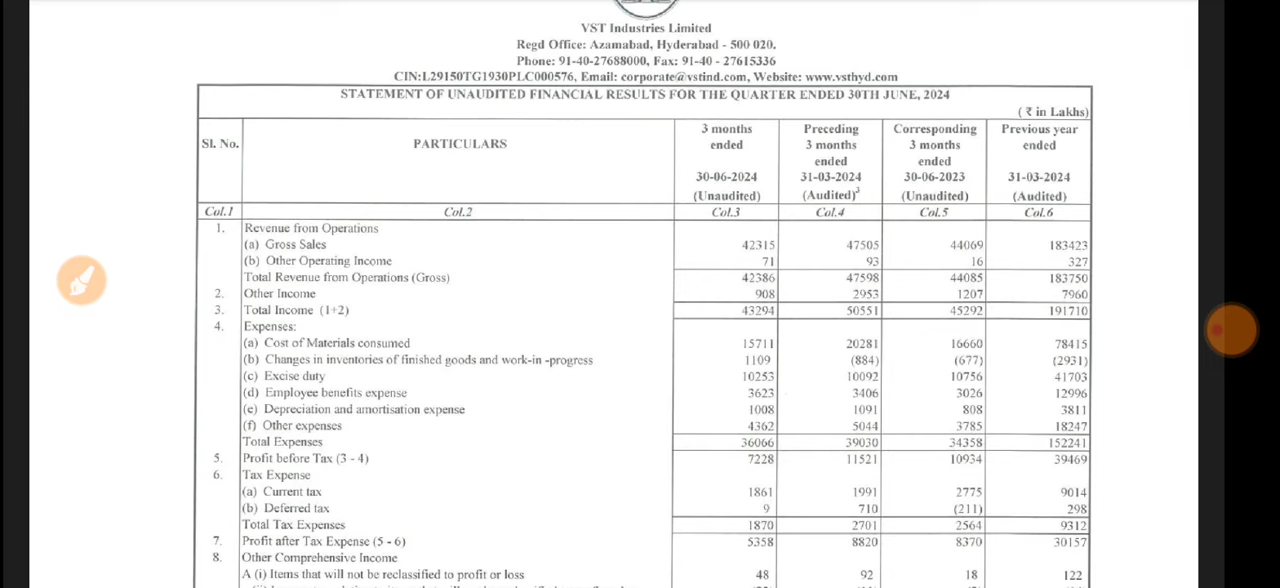 VST Industries Limited
Regd Office: Azamabad, Hyderabad - 500 020.
Phone: 91-40-27688000, Fax: 91-40 - 27615336
CIN:L29150TG1930PLC000576, Email: corporate@vstind.com, Website: www.vsthyd.com
STATEMENT OF UNAUDITED FINANCIAL RESULTS FOR THE QUARTER ENDED 30TH JUNE, 2024
( ₹ in Lakhs)
Sl. No. PARTICULARS 3 months ended 30-06-2024 (Unaudited) Preceding 3 months ended 31-03-2024 (Audited)³ Corresponding 3 months ended 30-06-2023 (Unaudited) Previous year ended 31-03-2024 (Audited)
Col.1 Col.2 Col.3 Col.4 Col.5 Col.6
1. Revenue from Operations
(a) Gross Sales 42315 47505 44069 183423
(b) Other Operating Income 71 93 16 327
Total Revenue from Operations (Gross) 42386 47598 44085 183750
2. Other Income 908 2953 1207 7960
3. Total Income (1+2) 43294 50551 45292 191710
4. Expenses:
(a) Cost of Materials consumed 15711 20281 16660 78415
(b) Changes in inventories of finished goods and work-in -progress 1109 (884) (677) (2931)
(c) Excise duty 10253 10092 10756 41703
(d) Employee benefits expense 3623 3406 3026 12996
(e) Depreciation and amortisation expense 1008 1091 808 3811
(f) Other expenses 4362 5044 3785 18247
Total Expenses 36066 39030 34358 152241
5. Profit before Tax (3 - 4) 7228 11521 10934 39469
6. Tax Expense
(a) Current tax 1861 1991 2775 9014
(b) Deferred tax 9 710 (211) 298
Total Tax Expenses 1870 2701 2564 9312
7. Profit after Tax Expense (5 - 6) 5358 8820 8370 30157
8. Other Comprehensive Income
A (i) Items that will not be reclassified to profit or loss 48 92 18 122